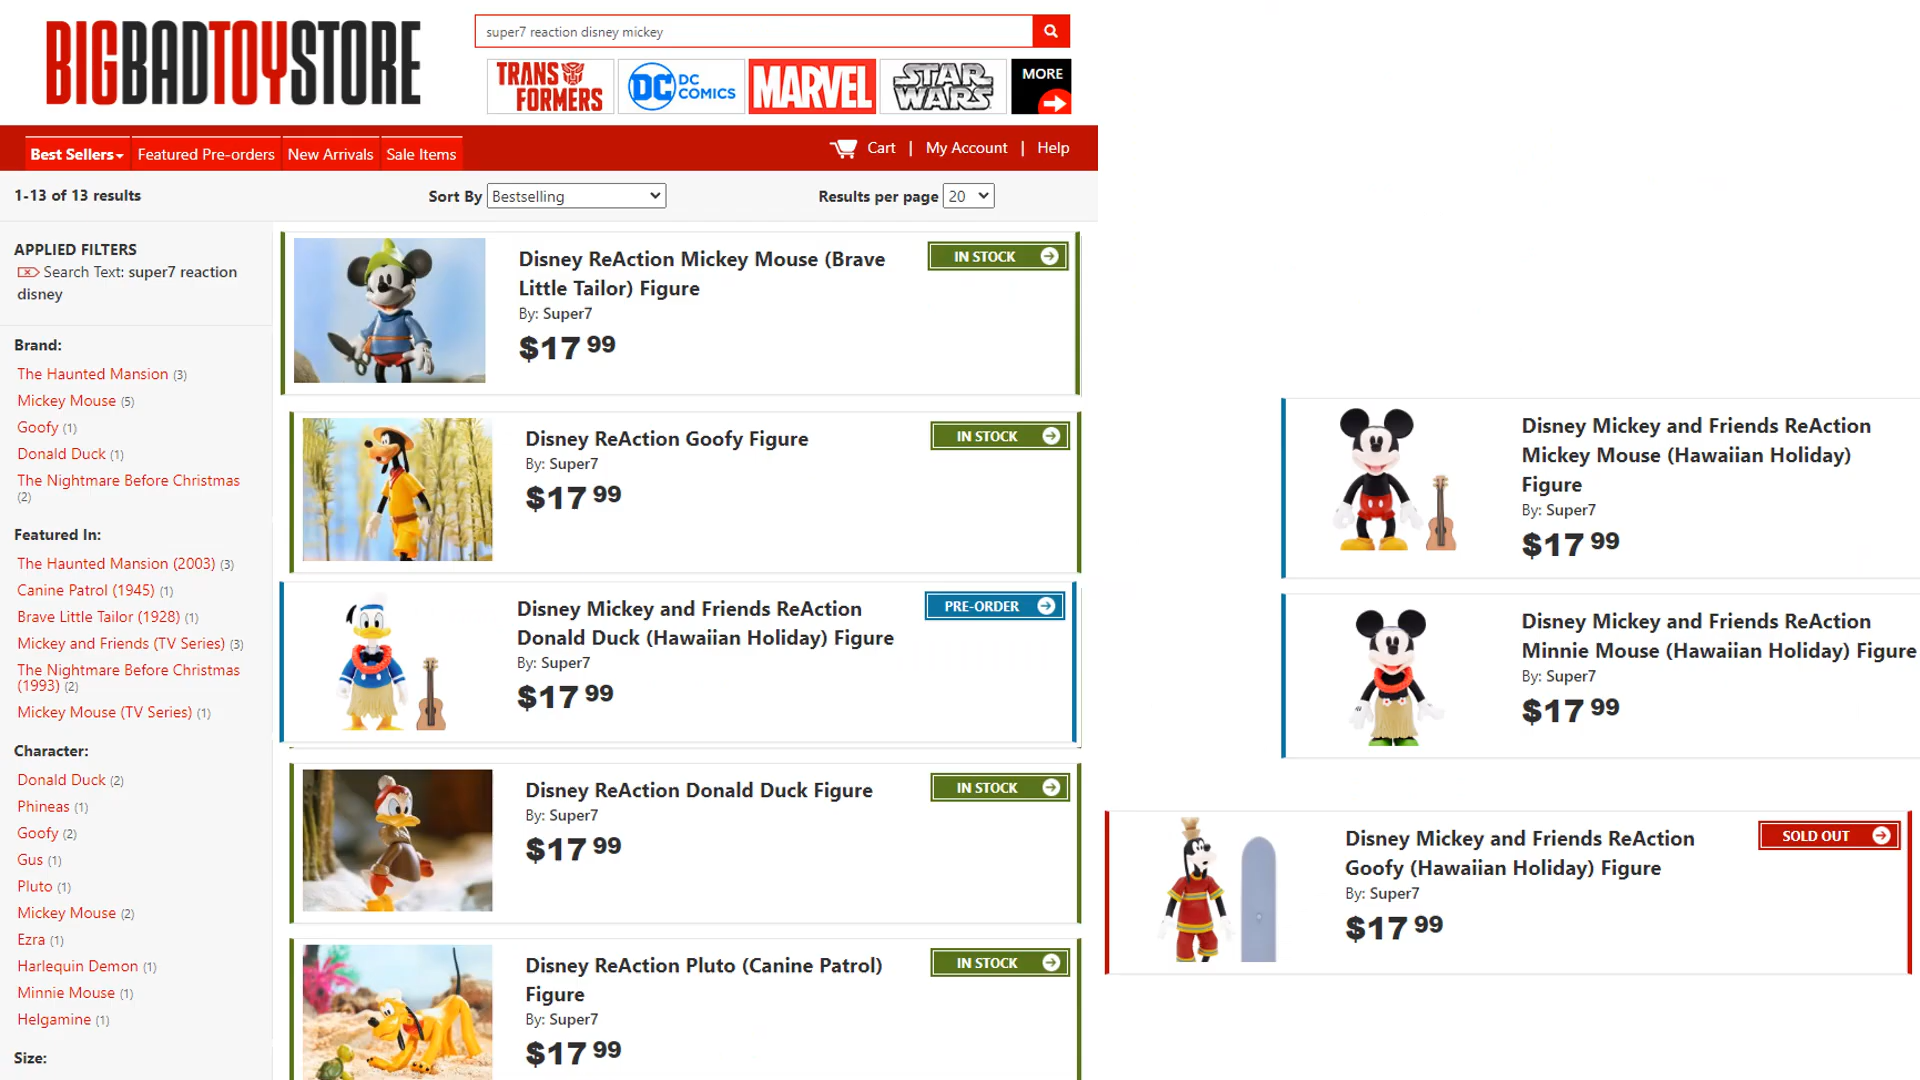 BIGBADTOYSTORE
super7 reaction disney mickey
TRANSFORMERS
DC DC COMICS
MARVEL
STAR WARS
MORE
Best Sellers
Featured Pre-orders
New Arrivals
Sale Items
Cart | My Account | Help
1-13 of 13 results
Sort By Bestselling
Results per page 20
APPLIED FILTERS
Search Text: super7 reaction
disney
Brand:
The Haunted Mansion (3)
Mickey Mouse (5)
Goofy (1)
Donald Duck (1)
The Nightmare Before Christmas
(2)
Featured In:
The Haunted Mansion (2003) (3)
Canine Patrol (1945) (1)
Brave Little Tailor (1928) (1)
Mickey and Friends (TV Series) (3)
The Nightmare Before Christmas
(1993) (2)
Mickey Mouse (TV Series) (1)
Character:
Donald Duck (2)
Phineas (1)
Goofy (2)
Gus (1)
Pluto (1)
Mickey Mouse (2)
Ezra (1)
Harlequin Demon (1)
Minnie Mouse (1)
Helgamine (1)
Size:
Disney ReAction Mickey Mouse (Brave
Little Tailor) Figure
By: Super7
$17 99
IN STOCK
Disney ReAction Goofy Figure
By: Super7
$17 99
IN STOCK
Disney Mickey and Friends ReAction
Donald Duck (Hawaiian Holiday) Figure
By: Super7
$17 99
PRE-ORDER
Disney ReAction Donald Duck Figure
By: Super7
$17 99
IN STOCK
Disney ReAction Pluto (Canine Patrol)
Figure
By: Super7
$17 99
IN STOCK
Disney Mickey and Friends ReAction
Mickey Mouse (Hawaiian Holiday)
Figure
By: Super7
$17 99
Disney Mickey and Friends ReAction
Minnie Mouse (Hawaiian Holiday) Figure
By: Super7
$17 99
Disney Mickey and Friends ReAction
Goofy (Hawaiian Holiday) Figure
By: Super7
$17 99
SOLD OUT